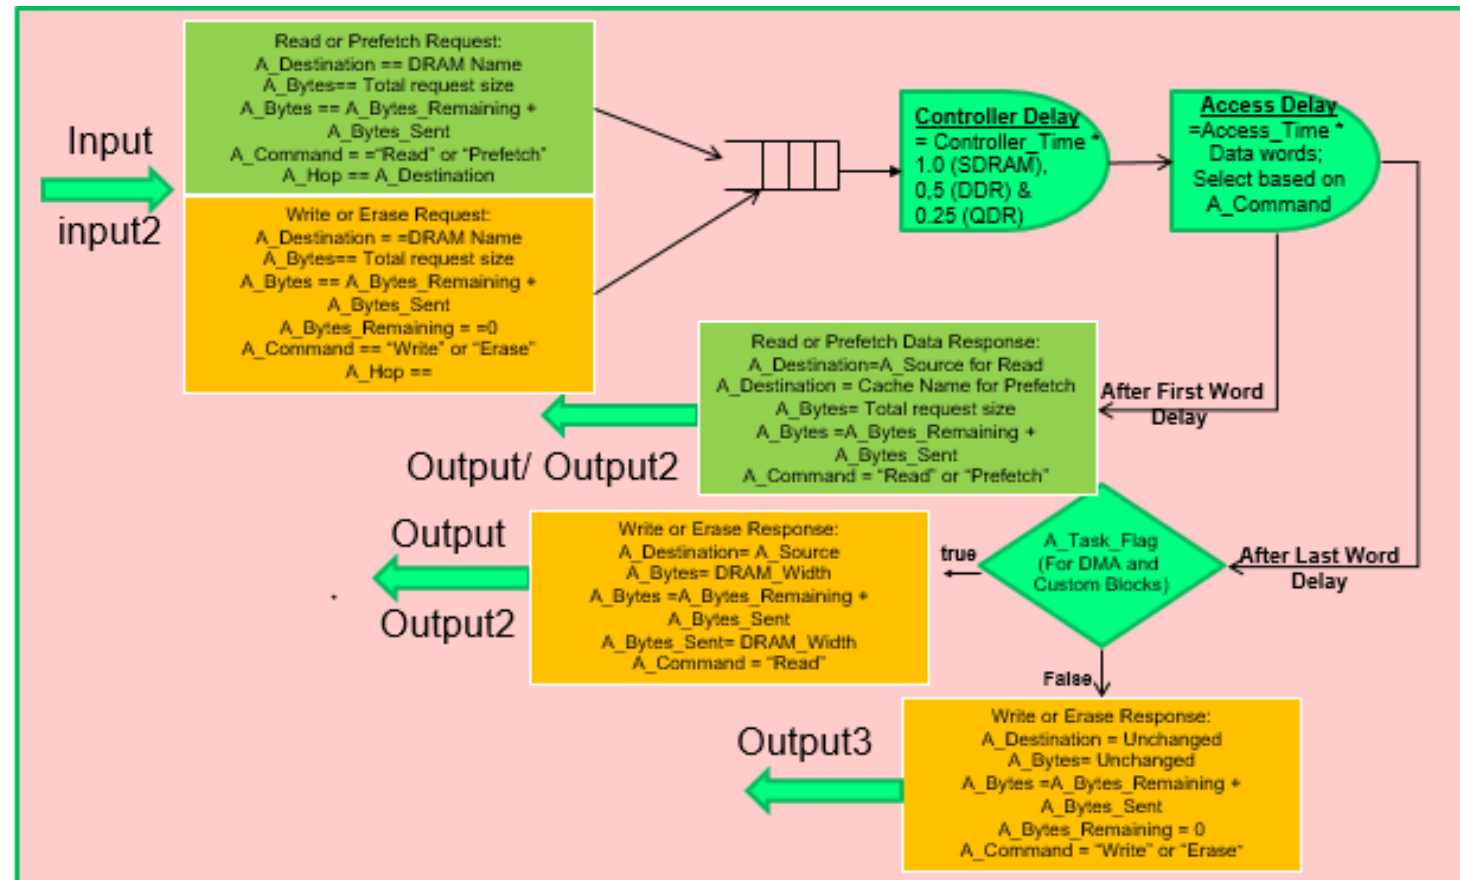 Input
input2
Read or Prefetch Request:
A_Destination == DRAM Name
A_Bytes== Total request size
A_Bytes == A_Bytes_Remaining +
A_Bytes_Sent
A_Command = ="Read" or "Prefetch"
A_Hop == A_Destination
Write or Erase Request:
A_Destination = =DRAM Name
A_Bytes== Total request size
A_Bytes == A_Bytes_Remaining +
A_Bytes_Sent
A_Bytes_Remaining = =0
A_Command == "Write" or "Erase"
A_Hop ==
Controller Delay
= Controller_Time *
1.0 (SDRAM),
0,5 (DDR) &
0.25 (QDR)
Access Delay
=Access_Time *
Data words;
Select based on
A_Command
After First Word
Delay
Read or Prefetch Data Response:
A_Destination=A_Source for Read
A_Destination = Cache Name for Prefetch
A_Bytes= Total request size
A_Bytes =A_Bytes_Remaining +
A_Bytes_Sent
A_Command = "Read" or "Prefetch"
Output/ Output2
After Last Word
Delay
A_Task_Flag
(For DMA and
Custom Blocks)
true
Write or Erase Response:
A_Destination= A_Source
A_Bytes= DRAM_Width
A_Bytes =A_Bytes_Remaining +
A_Bytes_Sent
A_Bytes_Sent= DRAM_Width
A_Command = "Read"
Output
Output2
False
Write or Erase Response:
A_Destination = Unchanged
A_Bytes= Unchanged
A_Bytes =A_Bytes_Remaining +
A_Bytes_Sent
A_Bytes_Remaining = 0
A_Command = "Write" or "Erase"
Output3